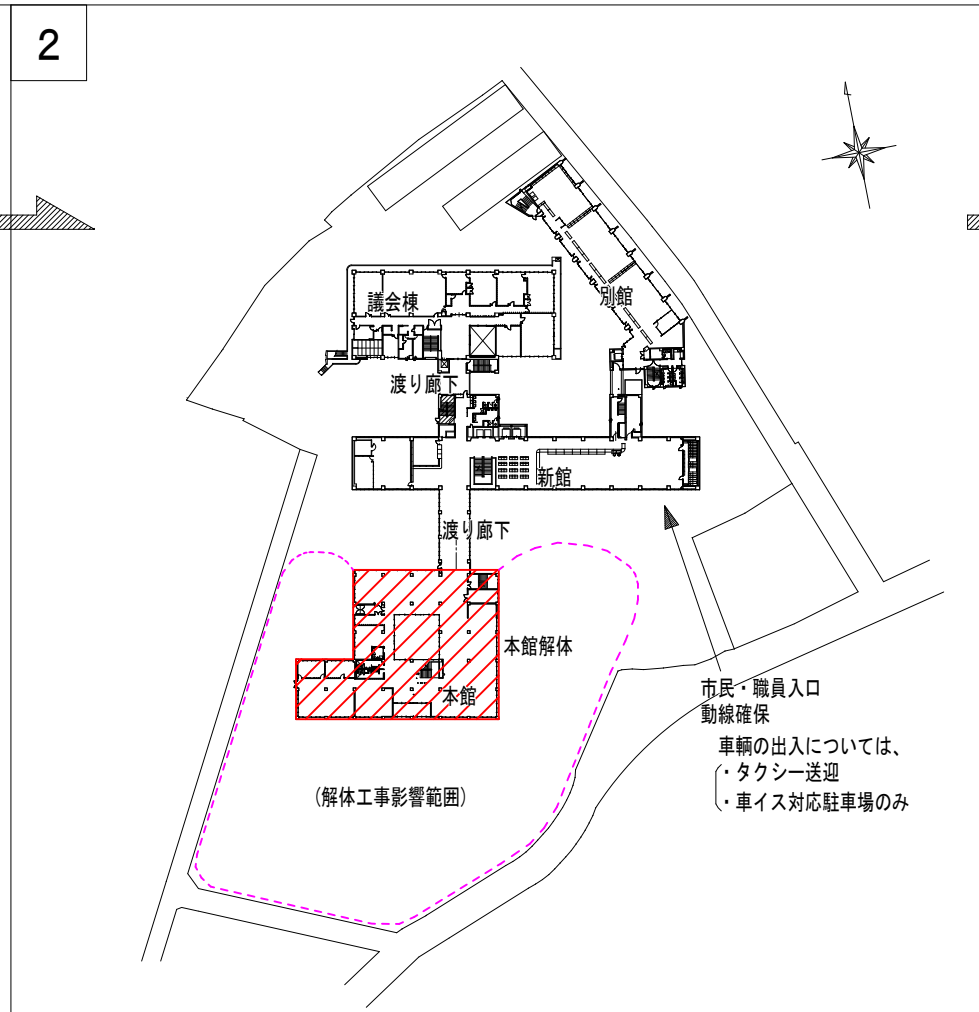 2
議会棟
別館
渡り廊下
新館
渡り廊下
本館解体
本館
市民・職員入口
動線確保
車輌の出入については、
・タクシー送迎
・車イス対応駐車場のみ
(解体工事影響範囲)